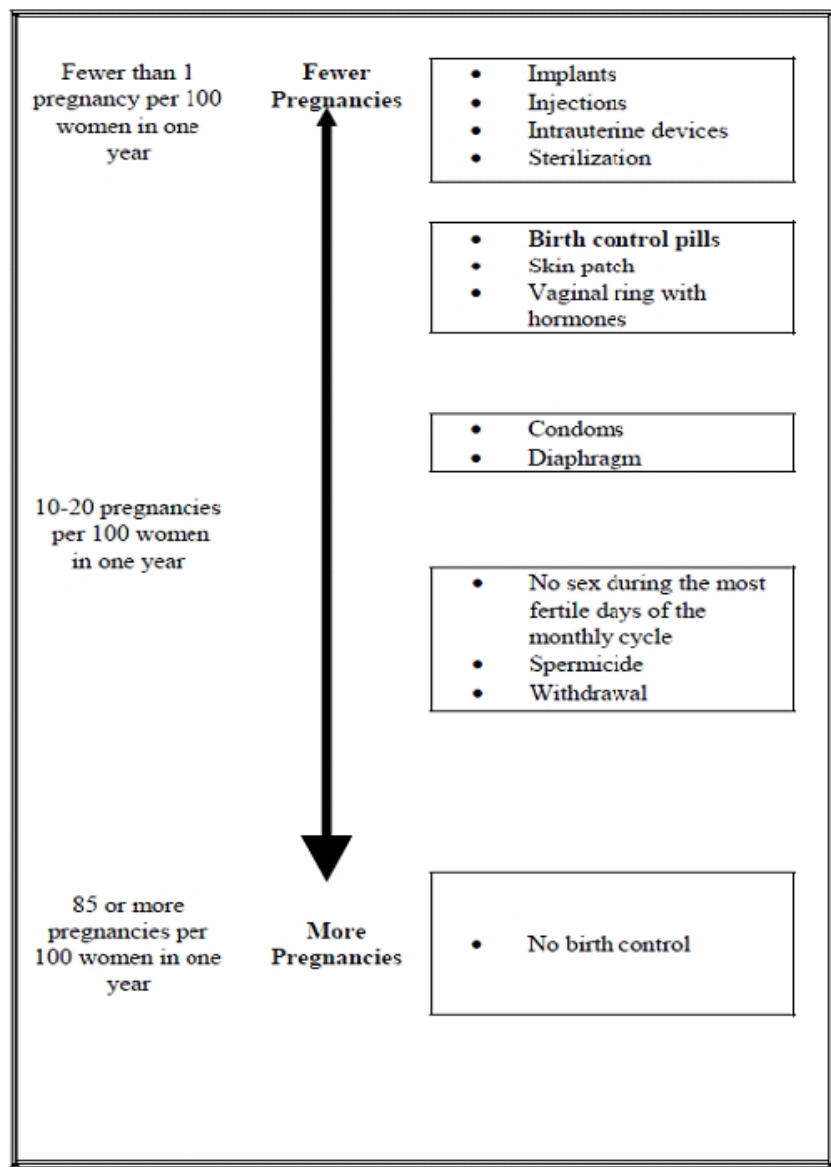 Fewer than 1
pregnancy per 100
women in one
year
Fewer
Pregnancies
• Implants
• Injections
• Intrauterine devices
• Sterilization
• Birth control pills
• Skin patch
• Vaginal ring with
hormones
• Condoms
• Diaphragm
10-20 pregnancies
per 100 women
in one year
• No sex during the most
fertile days of the
monthly cycle
• Spermicide
• Withdrawal
85 or more
pregnancies per
100 women in one
year
More
Pregnancies
• No birth control